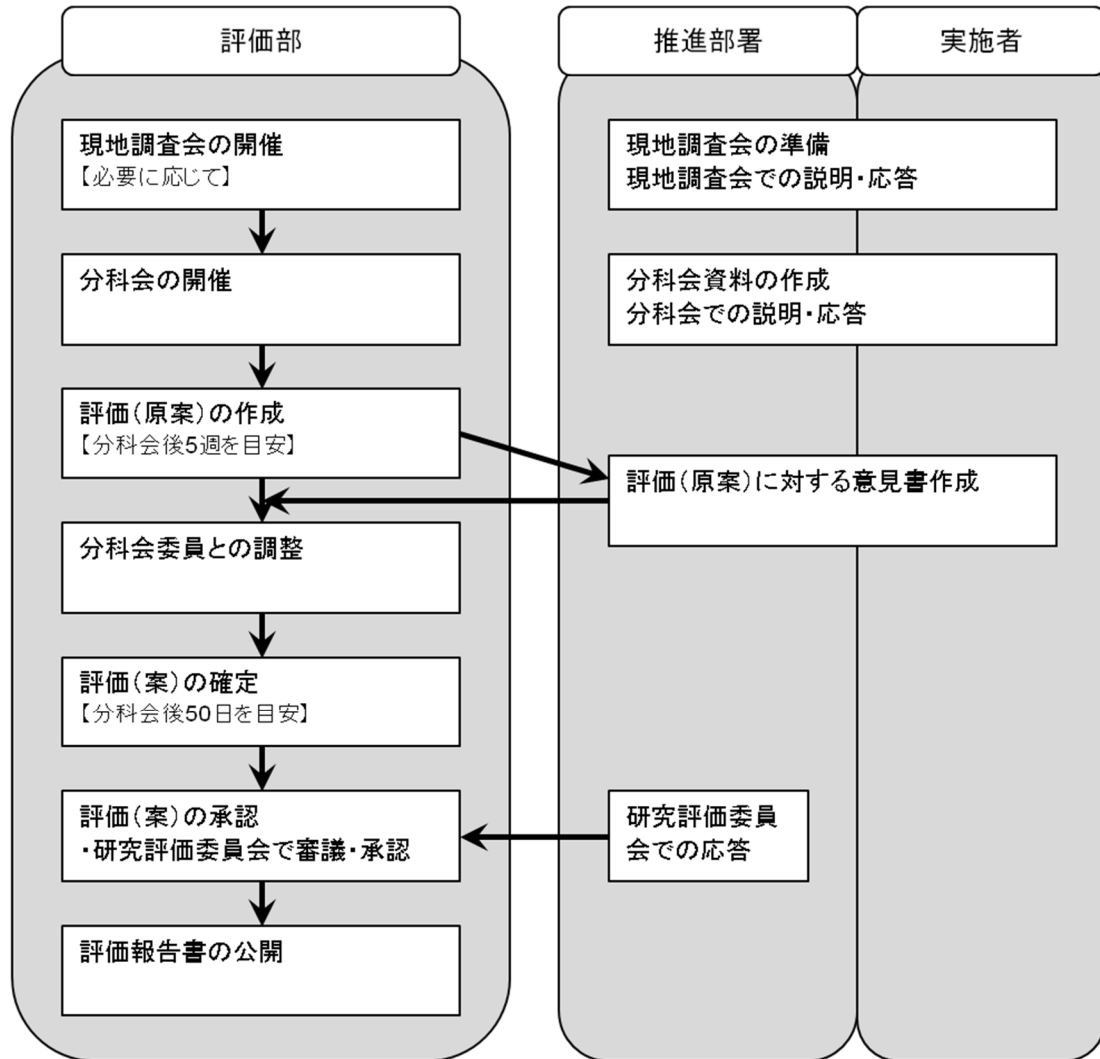 評価部
推進部署
実施者
現地調査会の開催
【必要に応じて】
現地調査会の準備
現地調査会での説明・応答
分科会の開催
分科会資料の作成
分科会での説明・応答
評価（原案）の作成
【分科会後5週を目安】
評価（原案）に対する意見書作成
分科会委員との調整
評価（案）の確定
【分科会後50日を目安】
評価（案）の承認
・研究評価委員会で審議・承認
研究評価委員
会での応答
評価報告書の公開